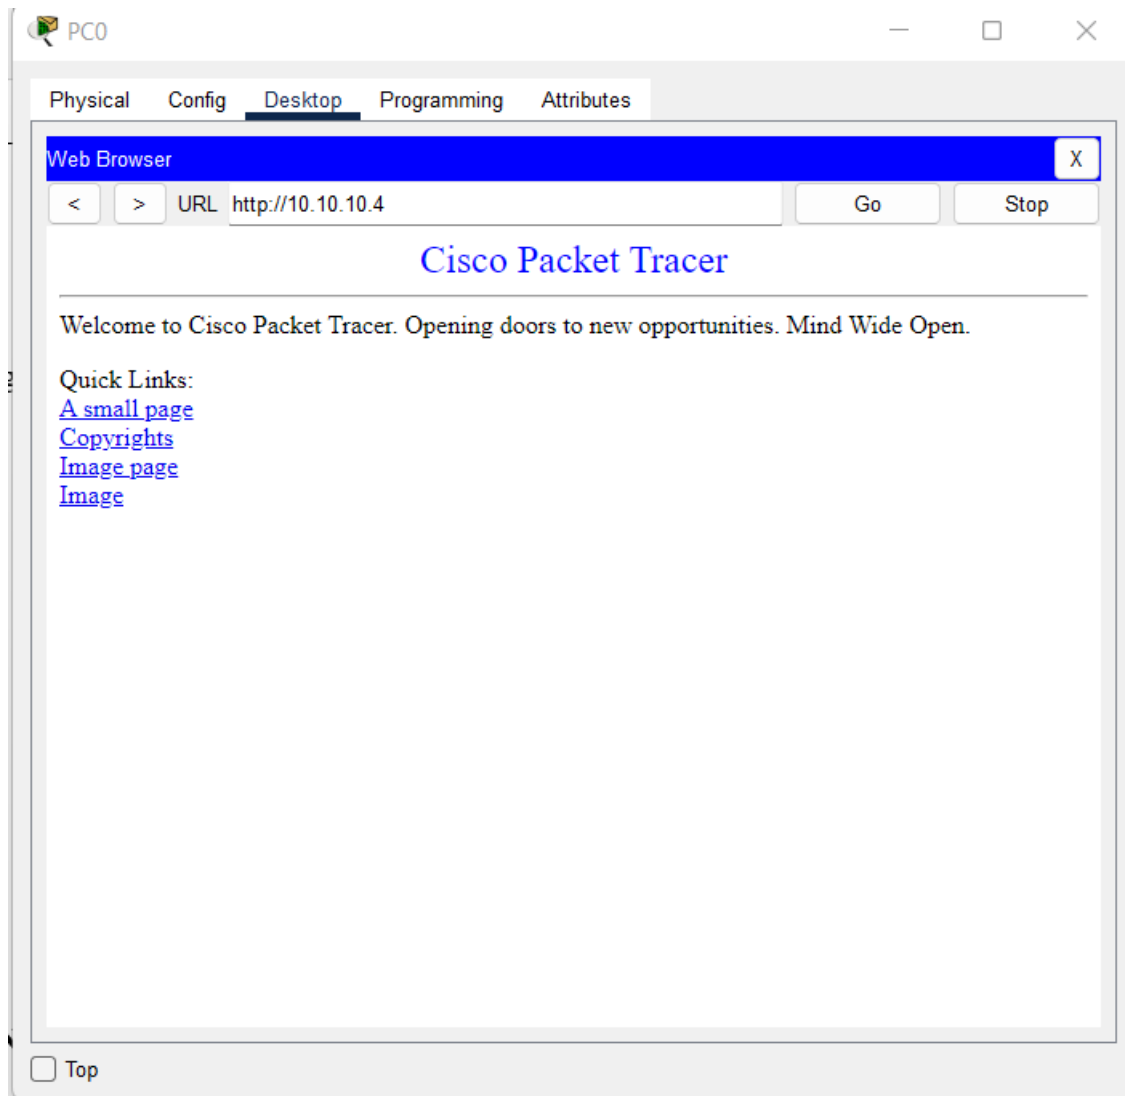 PC0
Physical Config Desktop Programming Attributes
Web Browser X
< > URL http://10.10.10.4 Go Stop
Cisco Packet Tracer
Welcome to Cisco Packet Tracer. Opening doors to new opportunities. Mind Wide Open.
Quick Links:
A small page
Copyrights
Image page
Image
Top